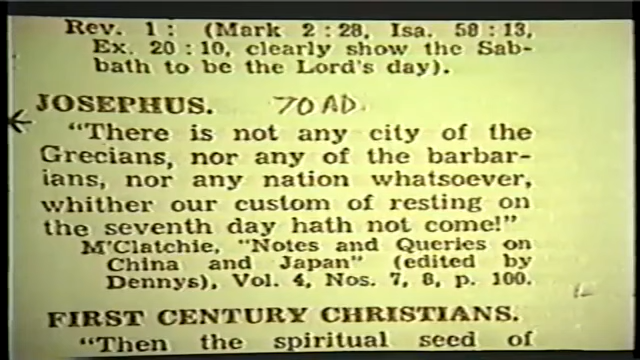 Rev. 1: (Mark 2:28, Isa. 58:13,
Ex. 20:10, clearly show the Sab-
bath to be the Lord's day).
JOSEPHUS. 70 AD.
"There is not any city of the
Grecians, nor any of the barbar-
ians, nor any nation whatsoever,
whither our custom of resting on
the seventh day hath not come!"
M'Clatchie, "Notes and Queries on
China and Japan" (edited by
Dennys), Vol. 4, Nos. 7, 8, p. 100.
FIRST CENTURY CHRISTIANS.
"Then the spiritual seed of